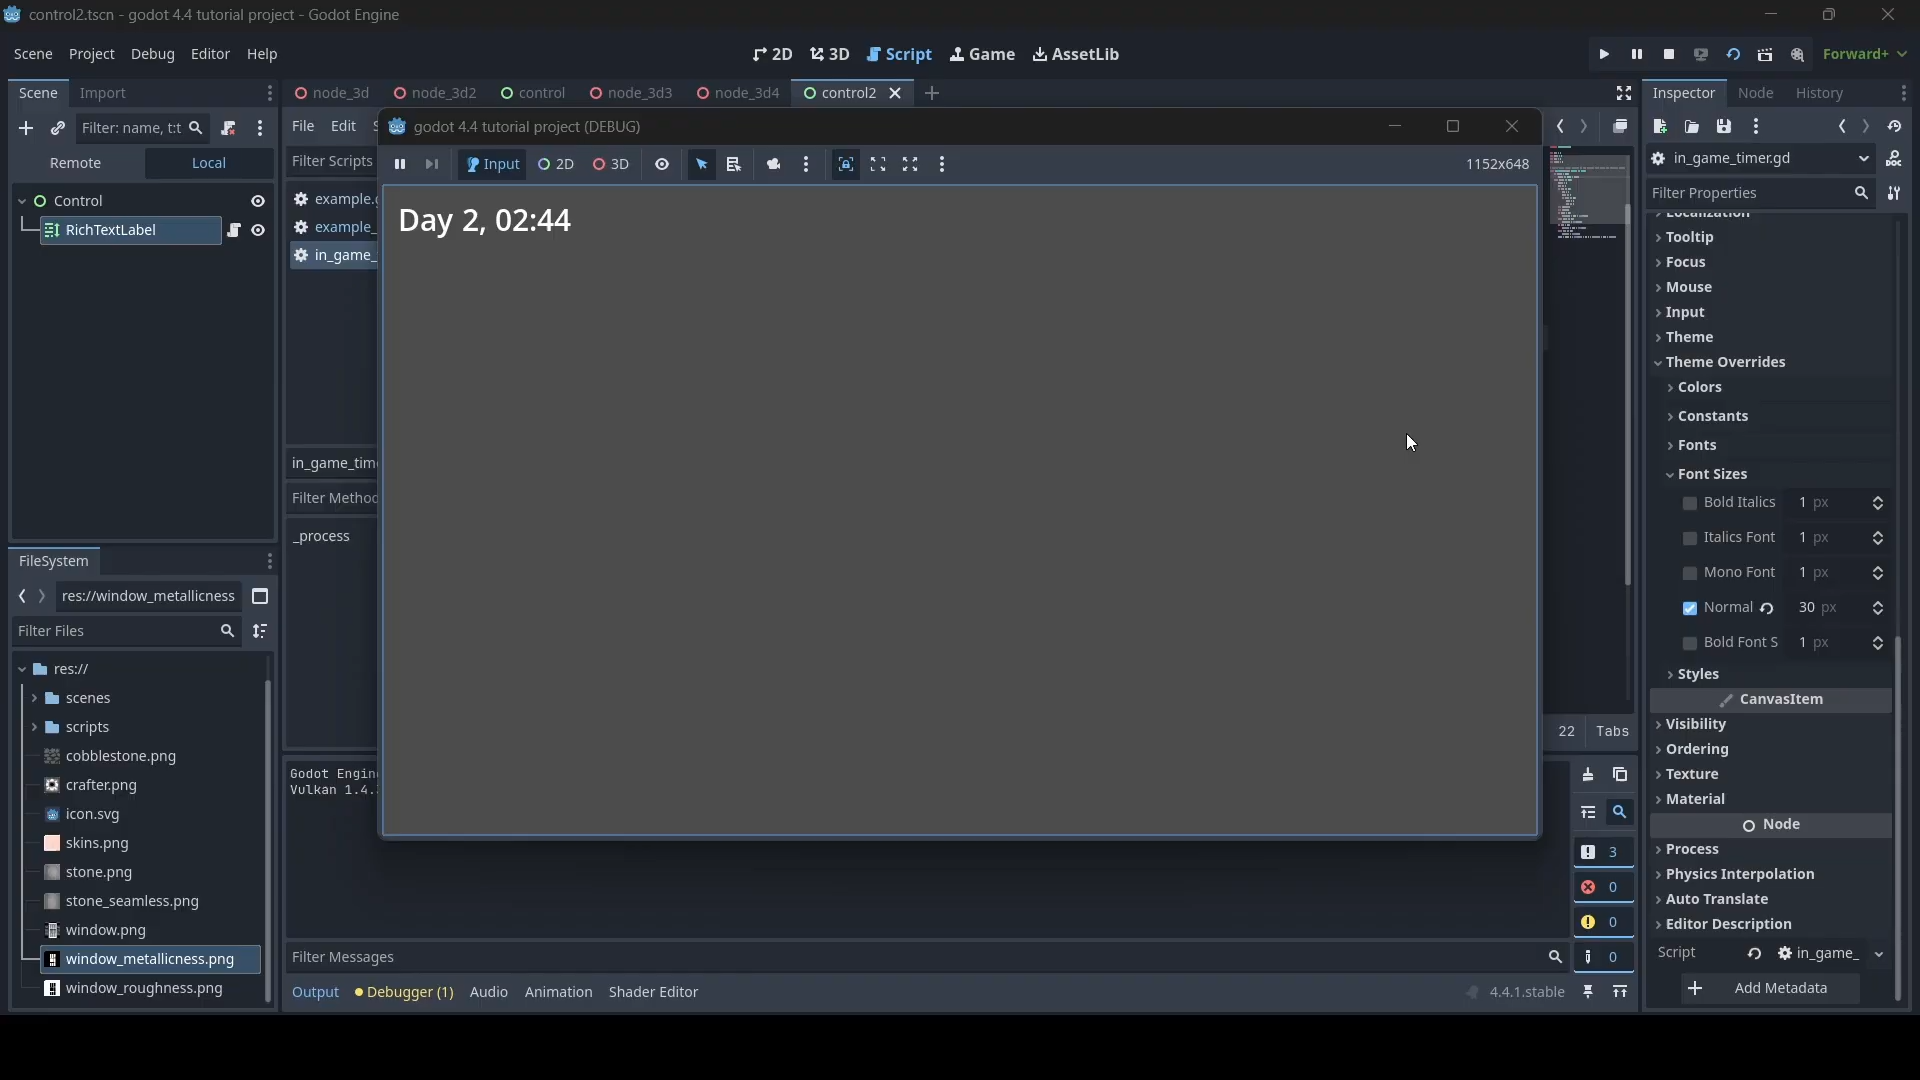 control2.tscn - godot 4.4 tutorial project - Godot Engine
Scene Project Debug Editor Help
2D 3D Script Game AssetLib
Forward+
Scene Import
Filter: name, t:t
Remote Local
Control
RichTextLabel
FileSystem
res://window_metallicness
Filter Files
res://
scenes
scripts
cobblestone.png
crafter.png
icon.svg
skins.png
stone.png
stone_seamless.png
window.png
window_metallicness.png
window_roughness.png
node_3d node_3d2 control node_3d3 node_3d4 control2
File Edit
Filter Scripts
example.
example_
in_game_
in_game_time
Filter Method
_process
godot 4.4 tutorial project (DEBUG)
Input 2D 3D
1152x648
Day 2, 02:44
22 Tabs
Godot Engine
Vulkan 1.4.
3
0
0
0
Filter Messages
Output Debugger (1) Audio Animation Shader Editor
4.4.1.stable
Inspector Node History
in_game_timer.gd
DOC
Filter Properties
Localization
Tooltip
Focus
Mouse
Input
Theme
Theme Overrides
Colors
Constants
Fonts
Font Sizes
Bold Italics 1 px
Italics Font 1 px
Mono Font 1 px
Normal 30 px
Bold Font S 1 px
Styles
CanvasItem
Visibility
Ordering
Texture
Material
Node
Process
Physics Interpolation
Auto Translate
Editor Description
Script in_game_
Add Metadata